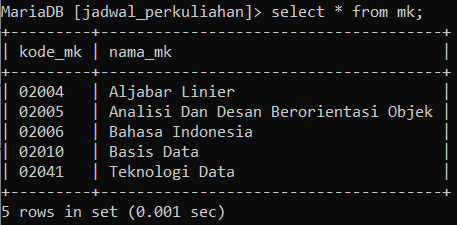 MariaDB [jadwal_perkuliahan]> select * from mk;
+---------+-------------------------------------+
| kode_mk | nama_mk                             |
+---------+-------------------------------------+
| 02004   | Aljabar Linier                      |
| 02005   | Analisi Dan Desan Berorientasi Objek |
| 02006   | Bahasa Indonesia                    |
| 02010   | Basis Data                          |
| 02041   | Teknologi Data                      |
+---------+-------------------------------------+
5 rows in set (0.001 sec)